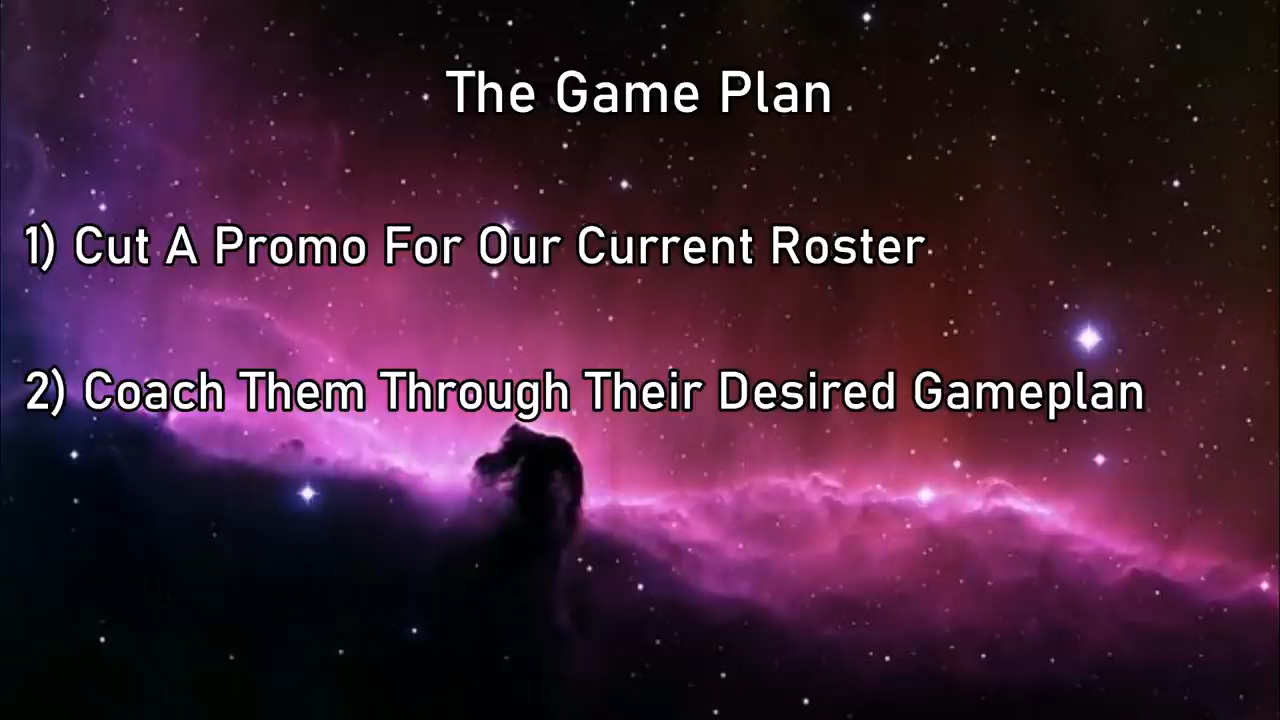 The Game Plan
1) Cut A Promo For Our Current Roster
2) Coach Them Through Their Desired Gameplan